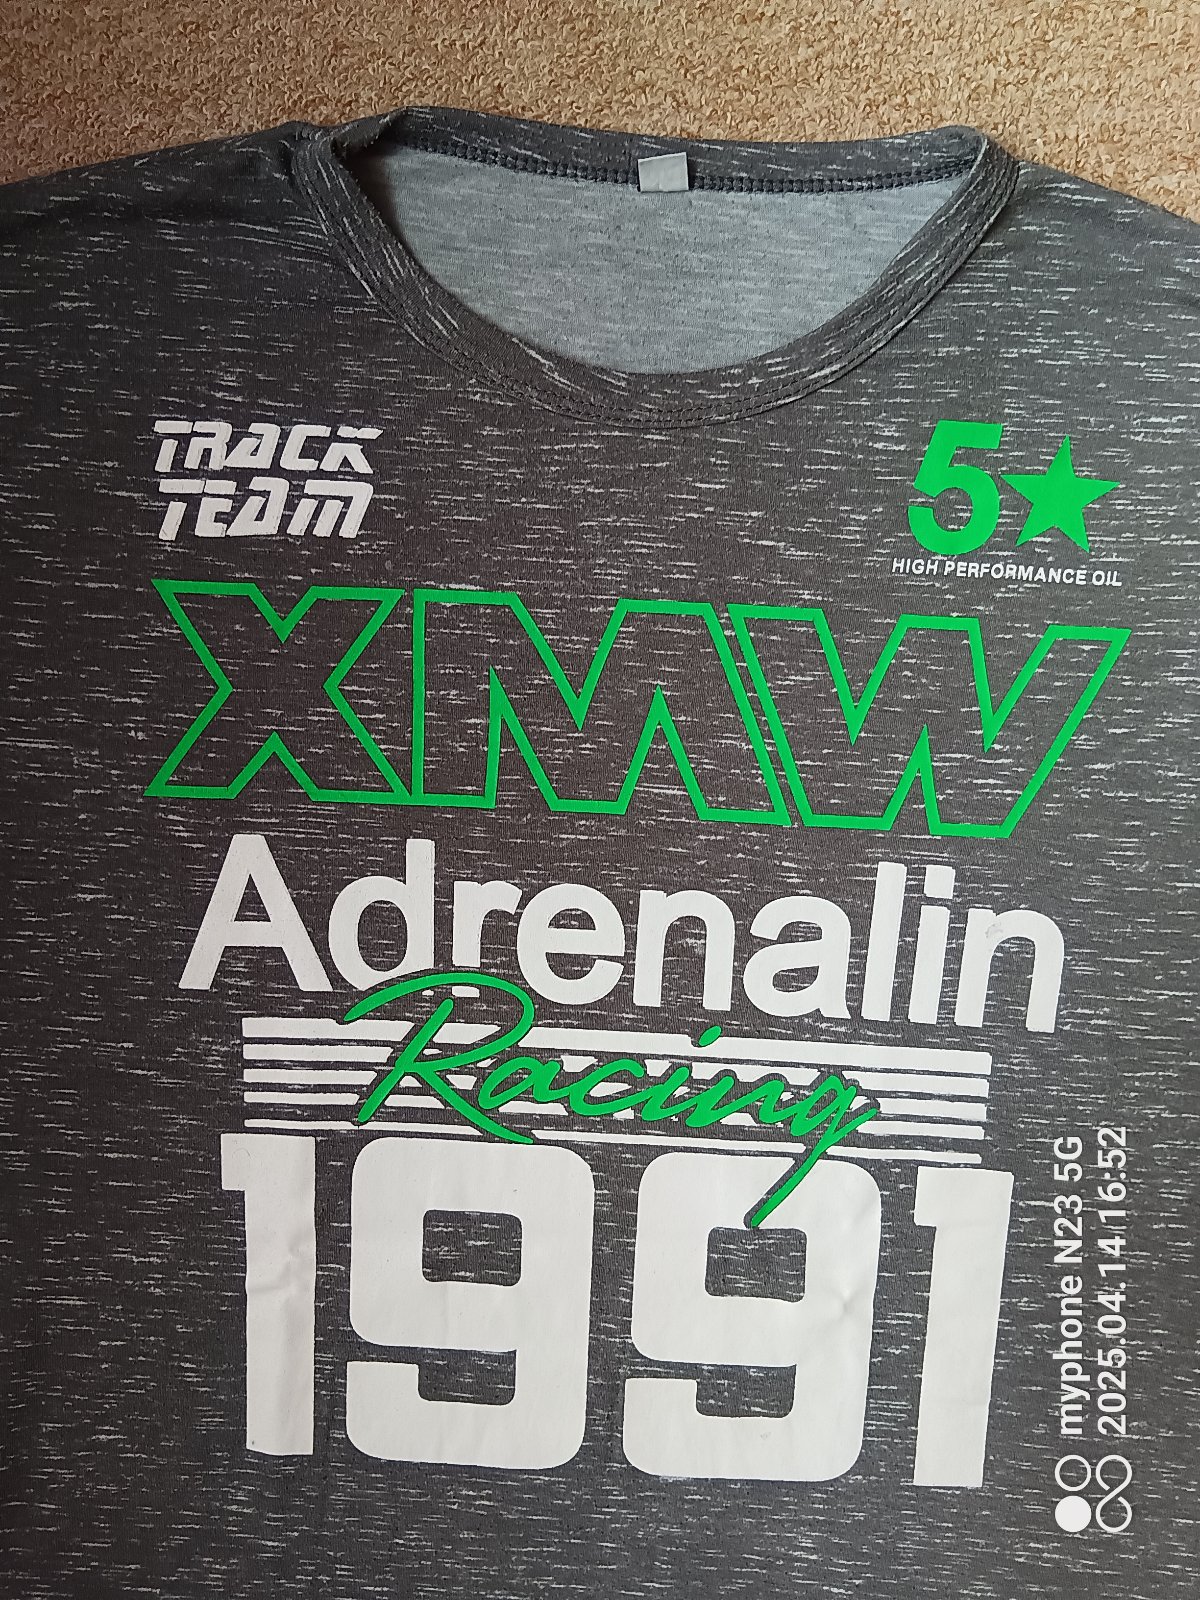 TRACK
TEAM
5★
HIGH PERFORMANCE OIL
XMW
Adrenalin
Racing
1991
myphone N23 5G
2025.04.14.16:52